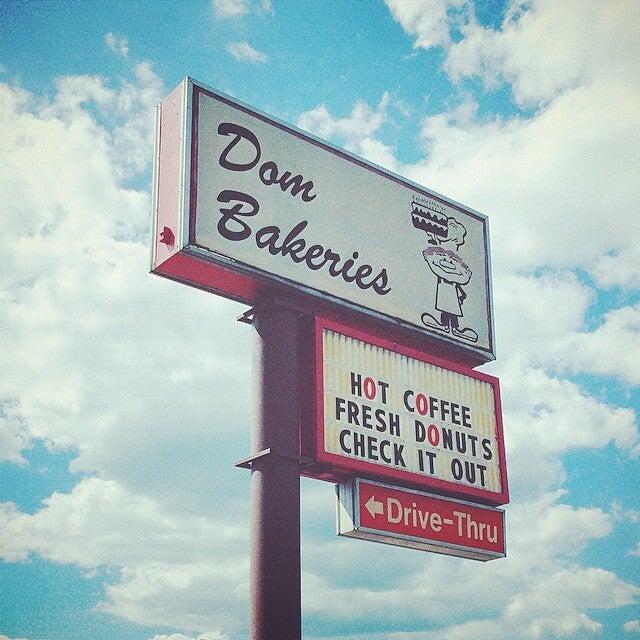 Dom
Bakeries
HOT COFFEE
FRESH DONUTS
CHECK IT OUT
←Drive-Thru